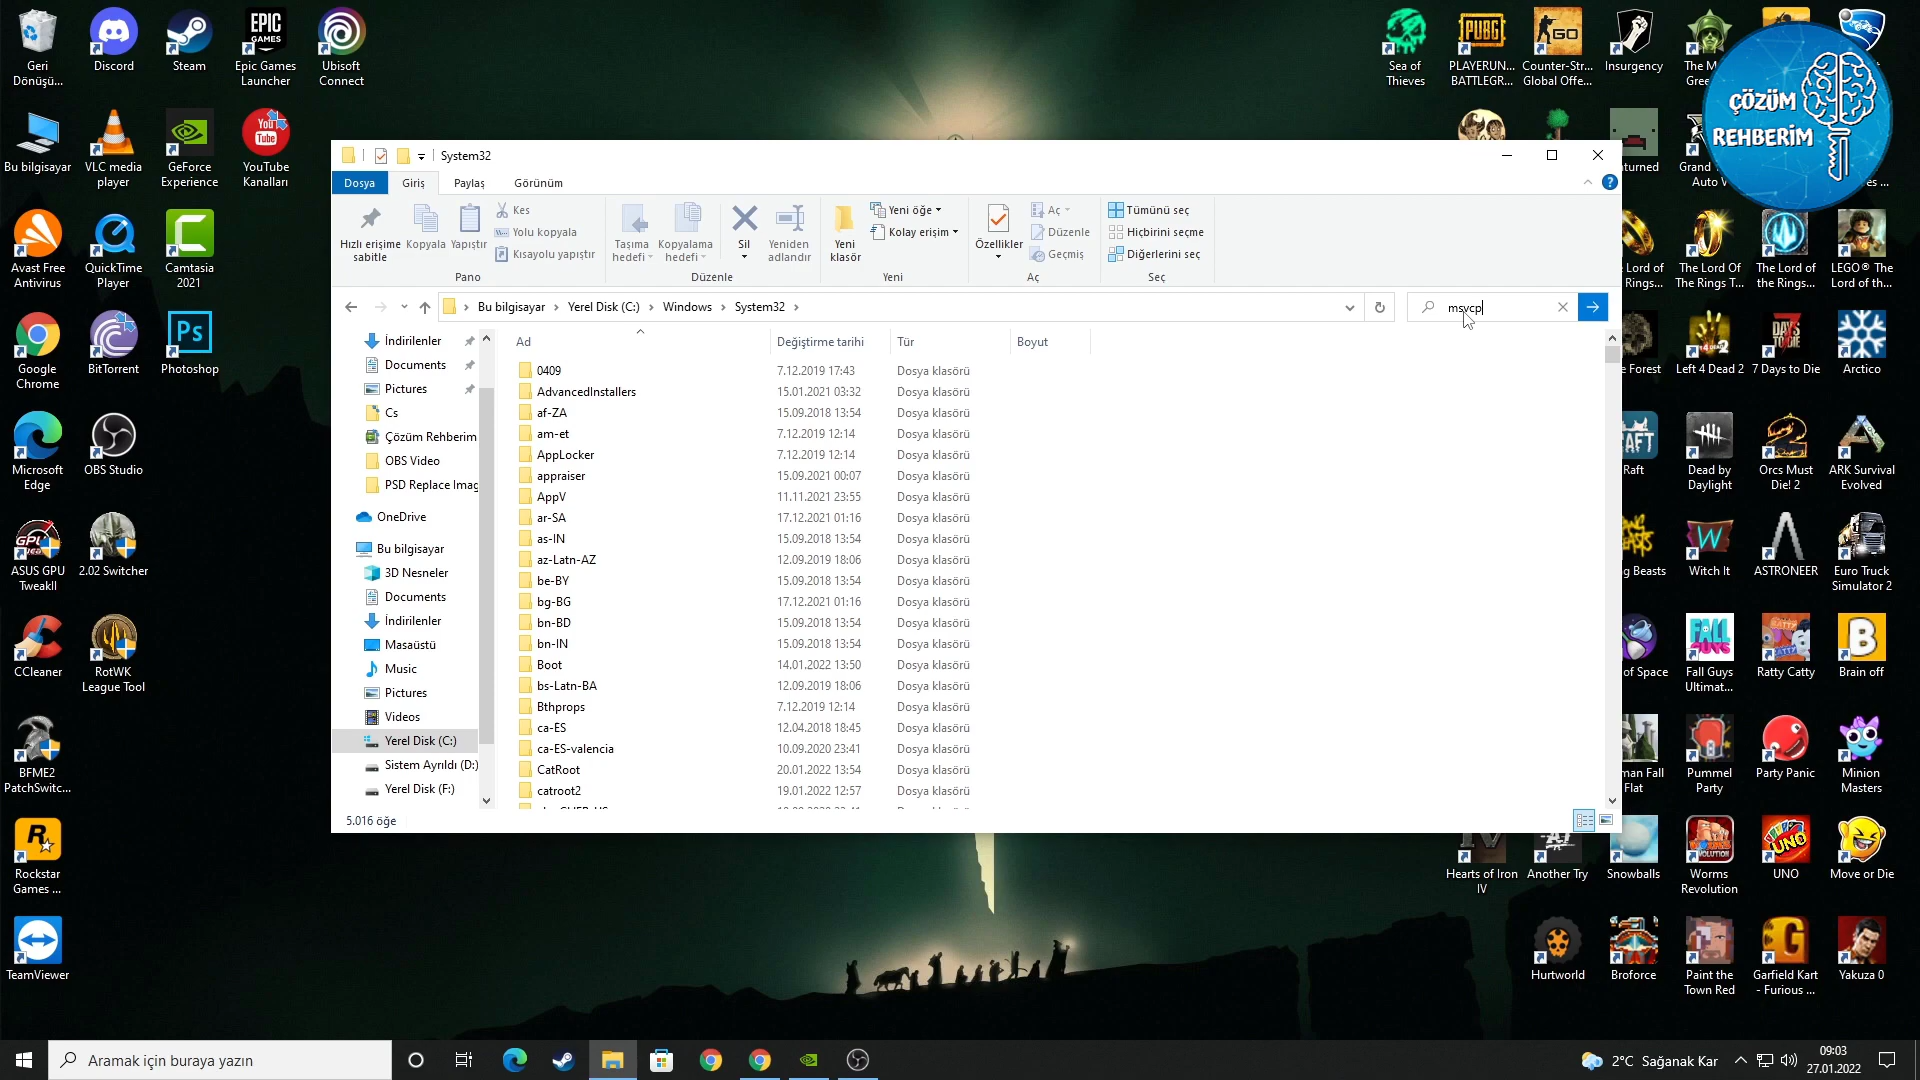 Geri
Dönüşü...
Discord
Steam
EPIC
GAMES
Epic Games
Launcher
Ubisoft
Connect
Bu bilgisayar
VLC media
player
GeForce
Experience
You
Tube
YouTube
Kanalları
Avast Free
Antivirus
QuickTime
Player
Camtasia
2021
Google
Chrome
BitTorrent
Ps
Photoshop
Microsoft
Edge
OBS Studio
ASUS GPU
TweakII
2.02 Switcher
CCleaner
RotWK
League Tool
BFME2
PatchSwitc...
Rockstar
Games ...
TeamViewer
System32
Dosya
Giriş
Paylaş
Görünüm
Hızlı erişime
sabitle
Kopyala
Yapıştır
Kes
Yolu kopyala
Kısayolu yapıştır
Pano
Taşıma
hedefi
Kopyalama
hedefi
Sil
Yeniden
adlandır
Düzenle
Yeni
klasör
Yeni öğe
Kolay erişim
Yeni
Özellikler
Aç
Düzenle
Geçmiş
Aç
Tümünü seç
Hiçbirini seçme
Diğerlerini seç
Seç
Bu bilgisayar
Yerel Disk (C:)
Windows
System32
msvcp
İndirilenler
Documents
Pictures
Cs
Çözüm Rehberim
OBS Video
PSD Replace Imag
OneDrive
Bu bilgisayar
3D Nesneler
Documents
İndirilenler
Masaüstü
Music
Pictures
Videos
Yerel Disk (C:)
Sistem Ayrıldı (D:)
Yerel Disk (F:)
Ad Değiştirme tarihi Tür Boyut
0409 7.12.2019 17:43 Dosya klasörü
AdvancedInstallers 15.01.2021 03:32 Dosya klasörü
af-ZA 15.09.2018 13:54 Dosya klasörü
am-et 7.12.2019 12:14 Dosya klasörü
AppLocker 7.12.2019 12:14 Dosya klasörü
appraiser 15.09.2021 00:07 Dosya klasörü
AppV 11.11.2021 23:55 Dosya klasörü
ar-SA 17.12.2021 01:16 Dosya klasörü
as-IN 15.09.2018 13:54 Dosya klasörü
az-Latn-AZ 12.09.2019 18:06 Dosya klasörü
be-BY 15.09.2018 13:54 Dosya klasörü
bg-BG 17.12.2021 01:16 Dosya klasörü
bn-BD 15.09.2018 13:54 Dosya klasörü
bn-IN 15.09.2018 13:54 Dosya klasörü
Boot 14.01.2022 13:50 Dosya klasörü
bs-Latn-BA 12.09.2019 18:06 Dosya klasörü
Bthprops 7.12.2019 12:14 Dosya klasörü
ca-ES 12.04.2018 18:45 Dosya klasörü
ca-ES-valencia 10.09.2020 23:41 Dosya klasörü
CatRoot 20.01.2022 13:54 Dosya klasörü
catroot2 19.01.2022 12:57 Dosya klasörü
5.016 öğe
Sea of
Thieves
PUBG
PLAYERUN...
BATTLEGR...
GO
Counter-Str...
Global Offe...
Insurgency
The M
Gree
ÇÖZÜM
REHBERİM
turned
Grand
Auto V
es ...
Lord of
Rings...
The Lord Of
The Rings T...
The Lord of
the Rings...
LEGO® The
Lord of th...
e Forest
Left 4 Dead 2
DAYS
TO DIE
7 Days to Die
Arctico
Raft
Dead by
Daylight
Orcs Must
Die! 2
ARK Survival
Evolved
g Beasts
Witch It
ASTRONEER
Euro Truck
Simulator 2
of Space
FALL
GUYS
Fall Guys
Ultimat...
Ratty Catty
B
Brain off
man Fall
Flat
Pummel
Party
Party Panic
Minion
Masters
Hearts of Iron
IV
Another Try
Snowballs
Worms
Revolution
UNO
UNO
Move or Die
Hurtworld
Broforce
Paint the
Town Red
Garfield Kart
- Furious ...
Yakuza 0
Aramak için buraya yazın
2°C Sağanak Kar
09:03
27.01.2022